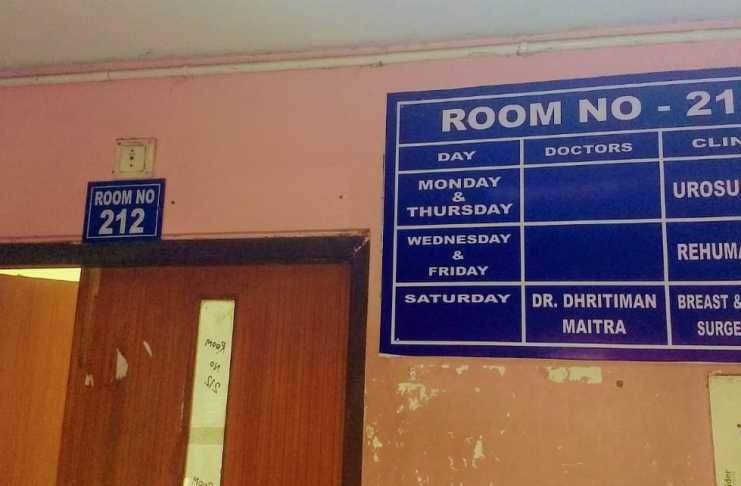 ROOM NO
212
ROOM NO - 21
DAY
DOCTORS
CLIN
MONDAY
&
THURSDAY
UROSU
WEDNESDAY
&
FRIDAY
REHUMA
SATURDAY
DR. DHRITIMAN
MAITRA
BREAST &
SURGE
Room
No
212